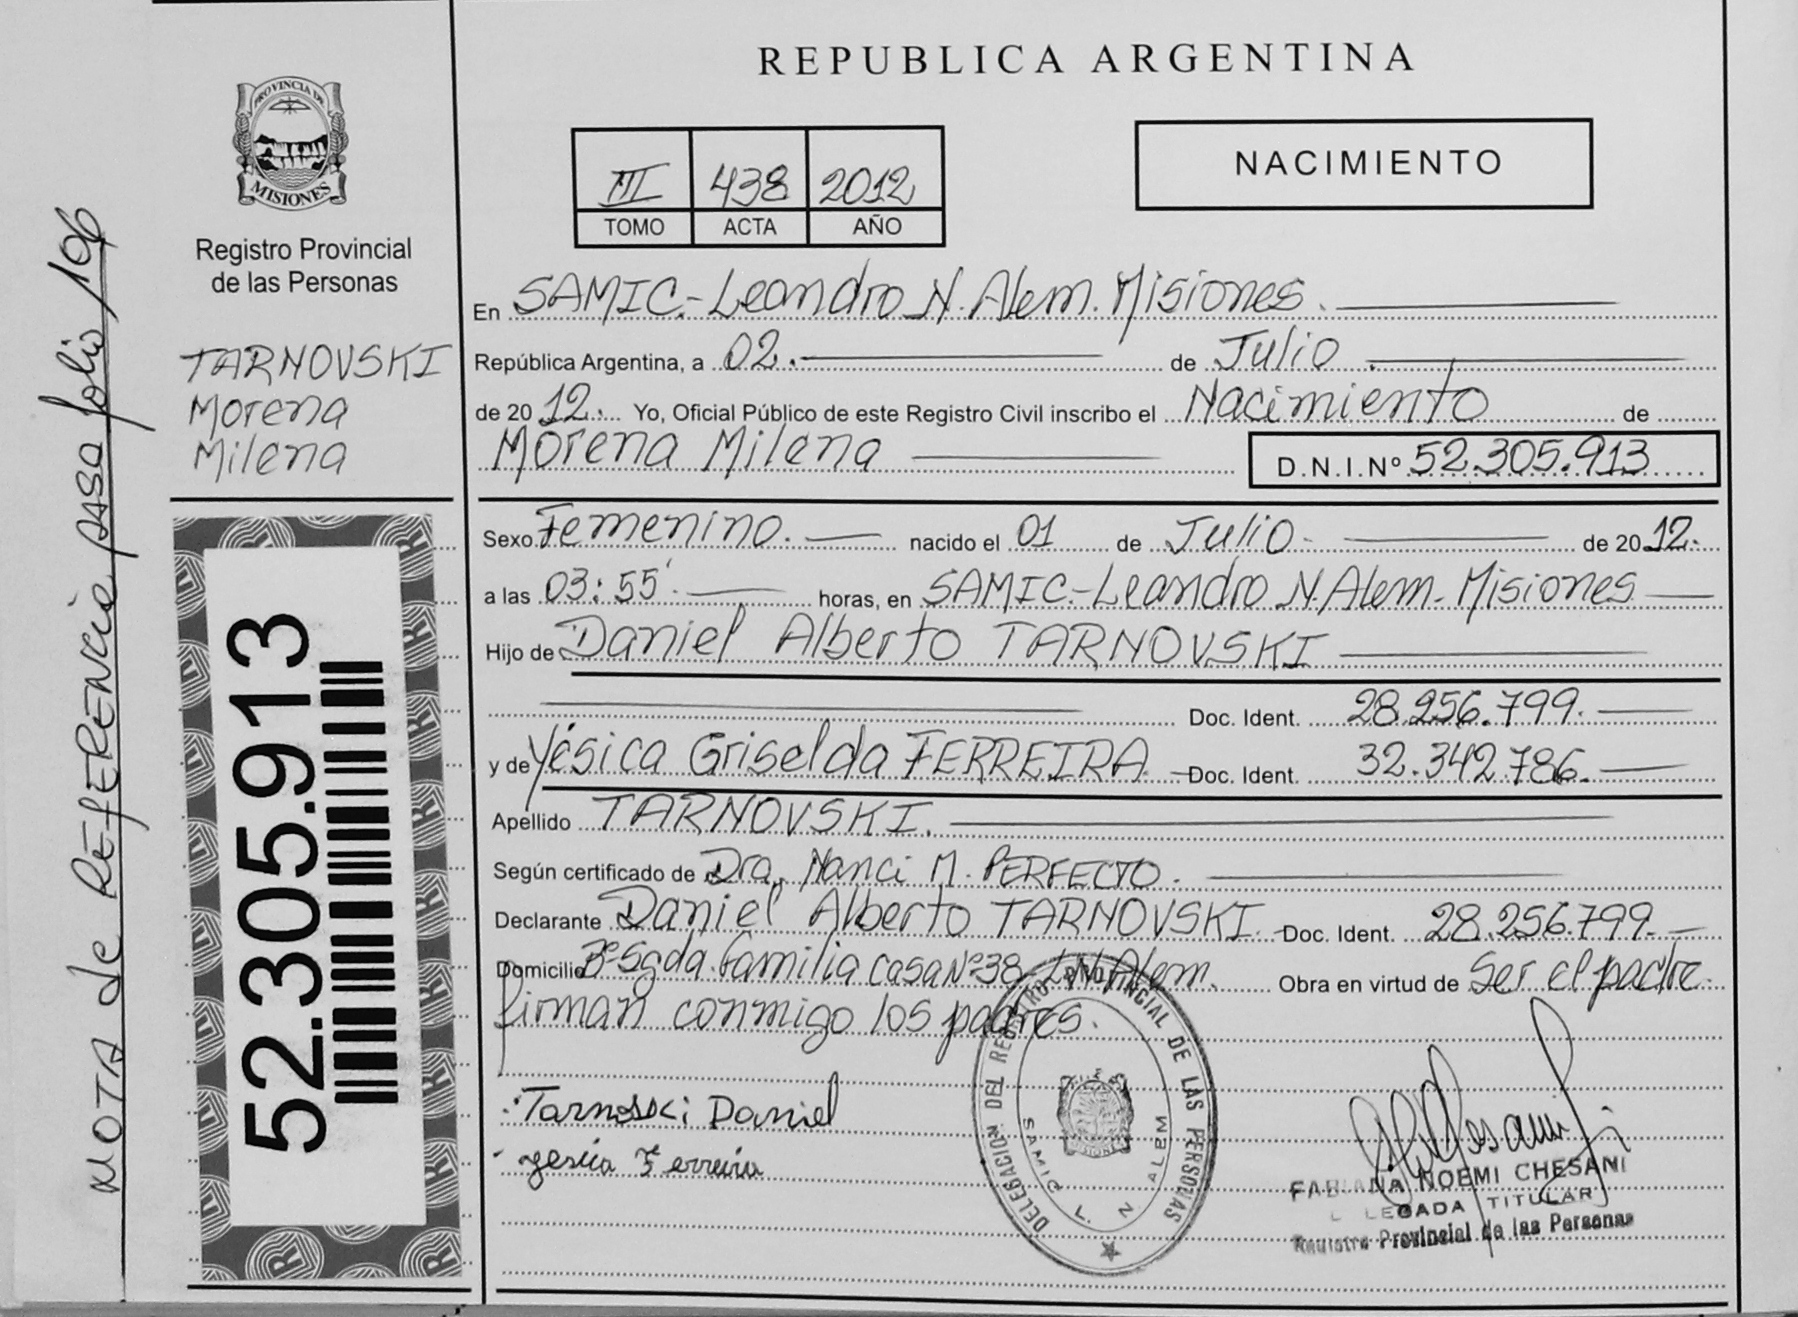 NOTA de REFERENCIA PASA folio 106
PROVINCIA DE
MISIONES
Registro Provincial
de las Personas
TARNOVSKI
Morena
Milena
52.305.913
REPUBLICA ARGENTINA
III 438 2012
TOMO ACTA AÑO
NACIMIENTO
En SAMIC.-Leandro N. Alem. Misiones.
República Argentina, a 02. de Julio
de 2012. Yo, Oficial Público de este Registro Civil inscribo el Nacimiento de
Morena Milena D.N.I.Nº 52.305.913
Sexo Femenino. nacido el 01 de Julio. de 2012.
a las 03:55' horas, en SAMIC.-Leandro N. Alem. Misiones
Hijo de Daniel Alberto TARNOVSKI
Doc. Ident. 28.256.799.
y de Yésica Griselda FERREIRA Doc. Ident. 32.342.786.
Apellido TARNOVSKI.
Según certificado de Dra. Nanci M. PERFECTO.
Declarante Daniel Alberto TARNOVSKI. Doc. Ident. 28.256.799.
Domicilio Bº Sgda. familia casa Nº 38. L.N. Alem. Obra en virtud de Ser el padre.
firman conmigo los padres.
Tarnovski Daniel
yesica Ferreira
DELEGACION DEL REGISTRO PROVINCIAL DE LAS PERSONAS
SAMIC L. N. ALEM
MISIONES
FABIANA NOEMI CHESANI
DELEGADA TITULAR
Registro Provincial de las Personas